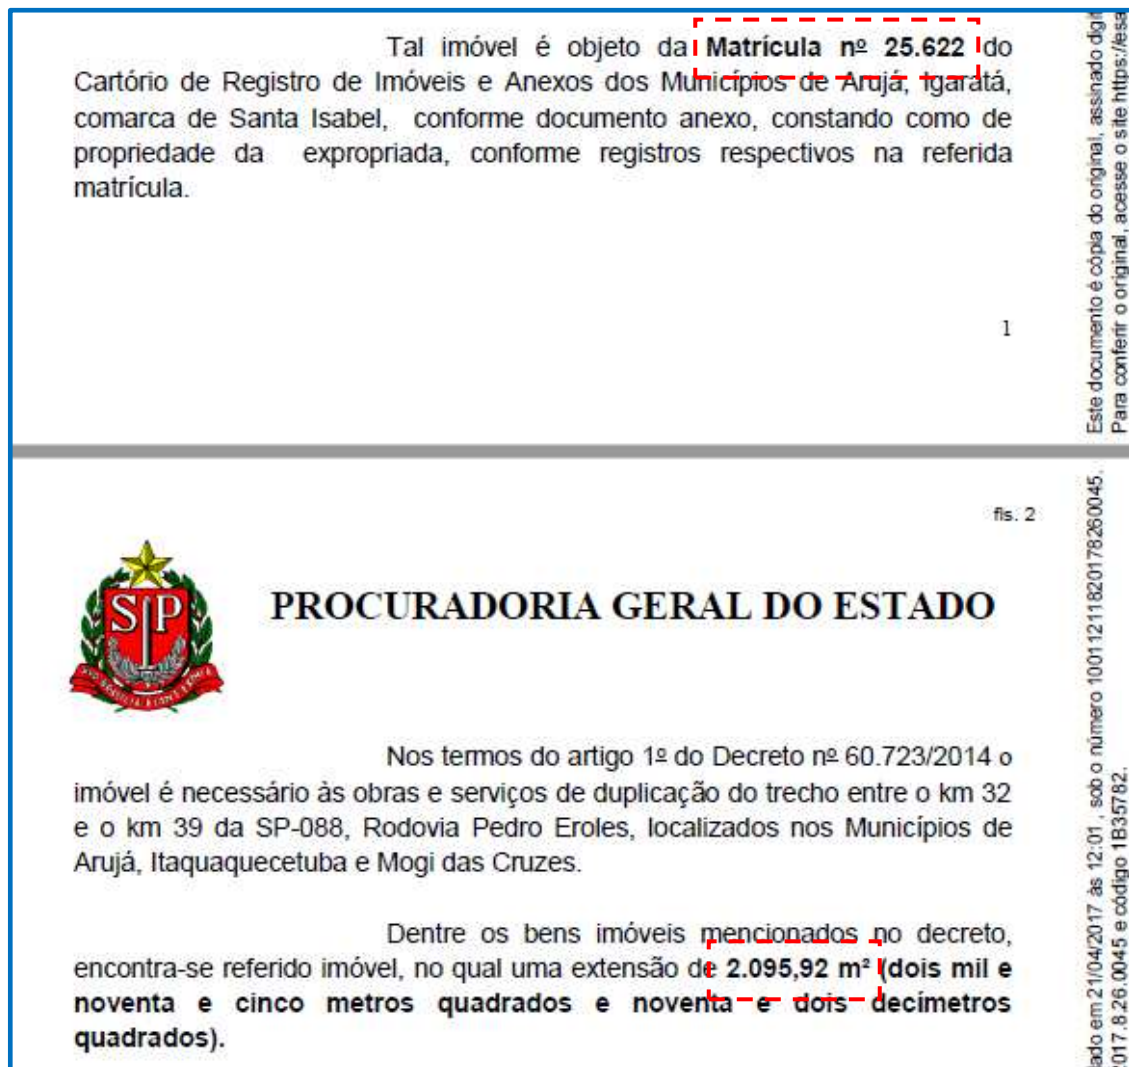 Tal imóvel é objeto da Matrícula nº 25.622 do
Cartório de Registro de Imóveis e Anexos dos Municípios de Arujá, Igaratá,
comarca de Santa Isabel, conforme documento anexo, constando como de
propriedade da expropriada, conforme registros respectivos na referida
matrícula.
1
Este documento é cópia do original, assinado digit
Para conferir o original, acesse o site https://esa
fls. 2
SP
PROCURADORIA GERAL DO ESTADO
Nos termos do artigo 1º do Decreto nº 60.723/2014 o
imóvel é necessário às obras e serviços de duplicação do trecho entre o km 32
e o km 39 da SP-088, Rodovia Pedro Eroles, localizados nos Municípios de
Arujá, Itaquaquecetuba e Mogi das Cruzes.
Dentre os bens imóveis mencionados no decreto,
encontra-se referido imóvel, no qual uma extensão de 2.095,92 m² (dois mil e
noventa e cinco metros quadrados e noventa e dois decímetros
quadrados).
lado em 21/04/2017 às 12:01 , sob o número 10011211820178260045.
2017.8.26.0045 e código 1B35782.